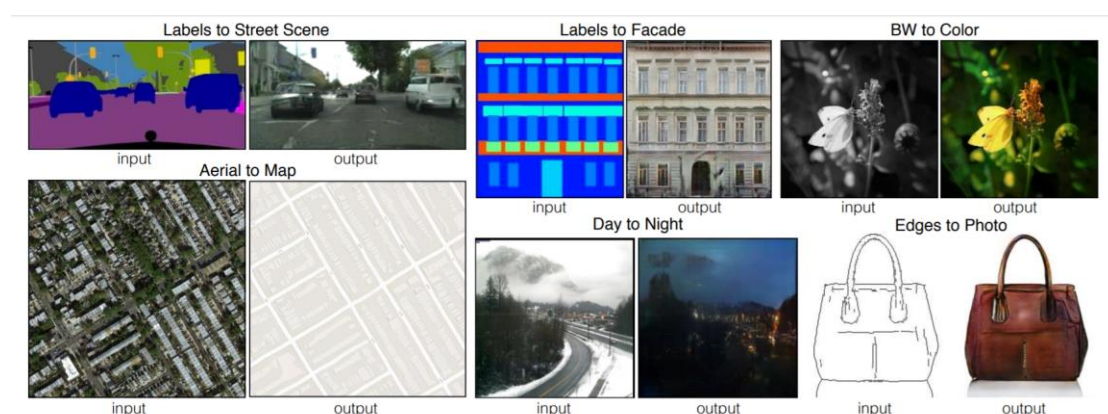 Labels to Street Scene
input
output
Aerial to Map
input
output
Labels to Facade
input
output
BW to Color
input
output
Day to Night
input
output
Edges to Photo
input
output